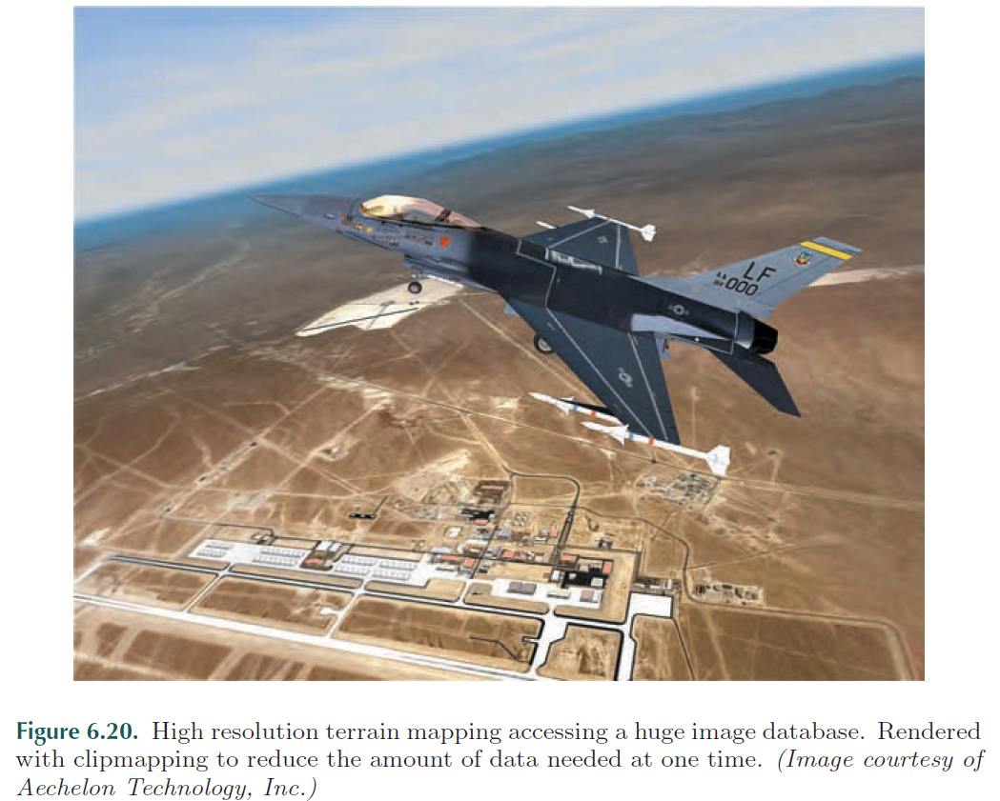 LF
AA
000
Figure 6.20. High resolution terrain mapping accessing a huge image database. Rendered
with clipmapping to reduce the amount of data needed at one time. (Image courtesy of
Aechelon Technology, Inc.)